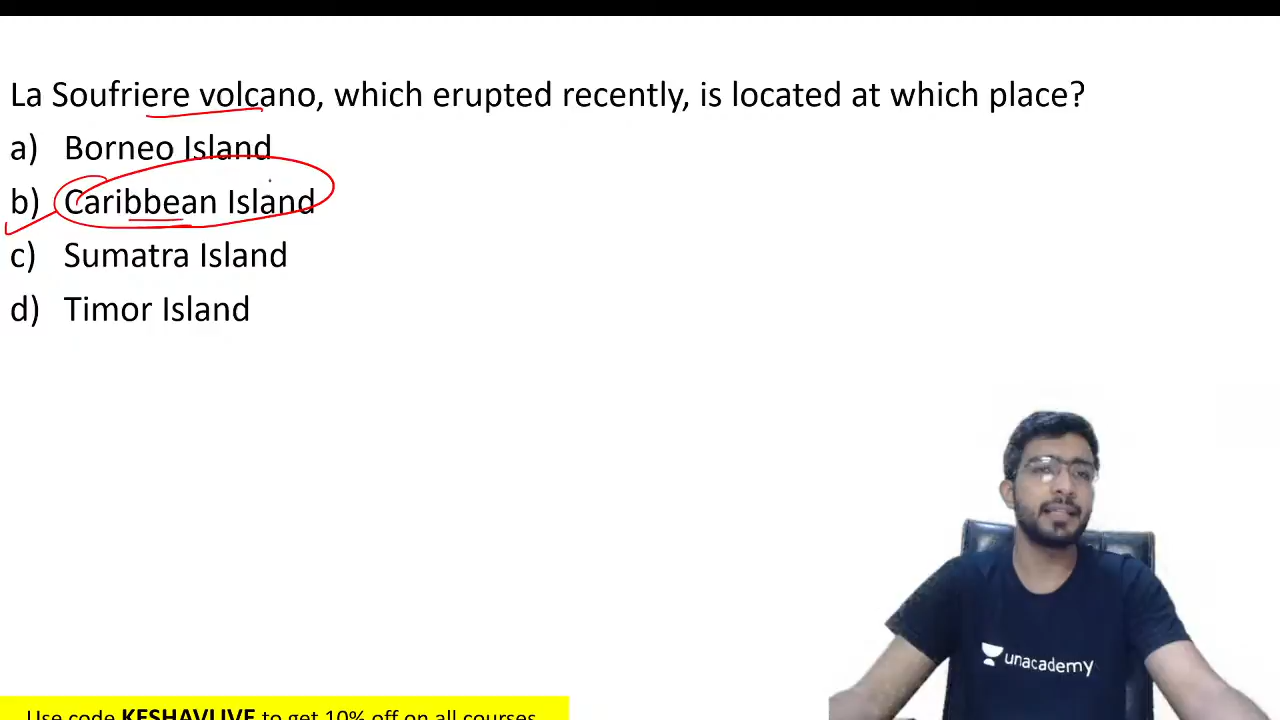 La Soufriere volcano, which erupted recently, is located at which place?
a) Borneo Island
b) Caribbean Island
c) Sumatra Island
d) Timor Island
unacademy
Use code KESHAVLIVE to get 10% off on all courses